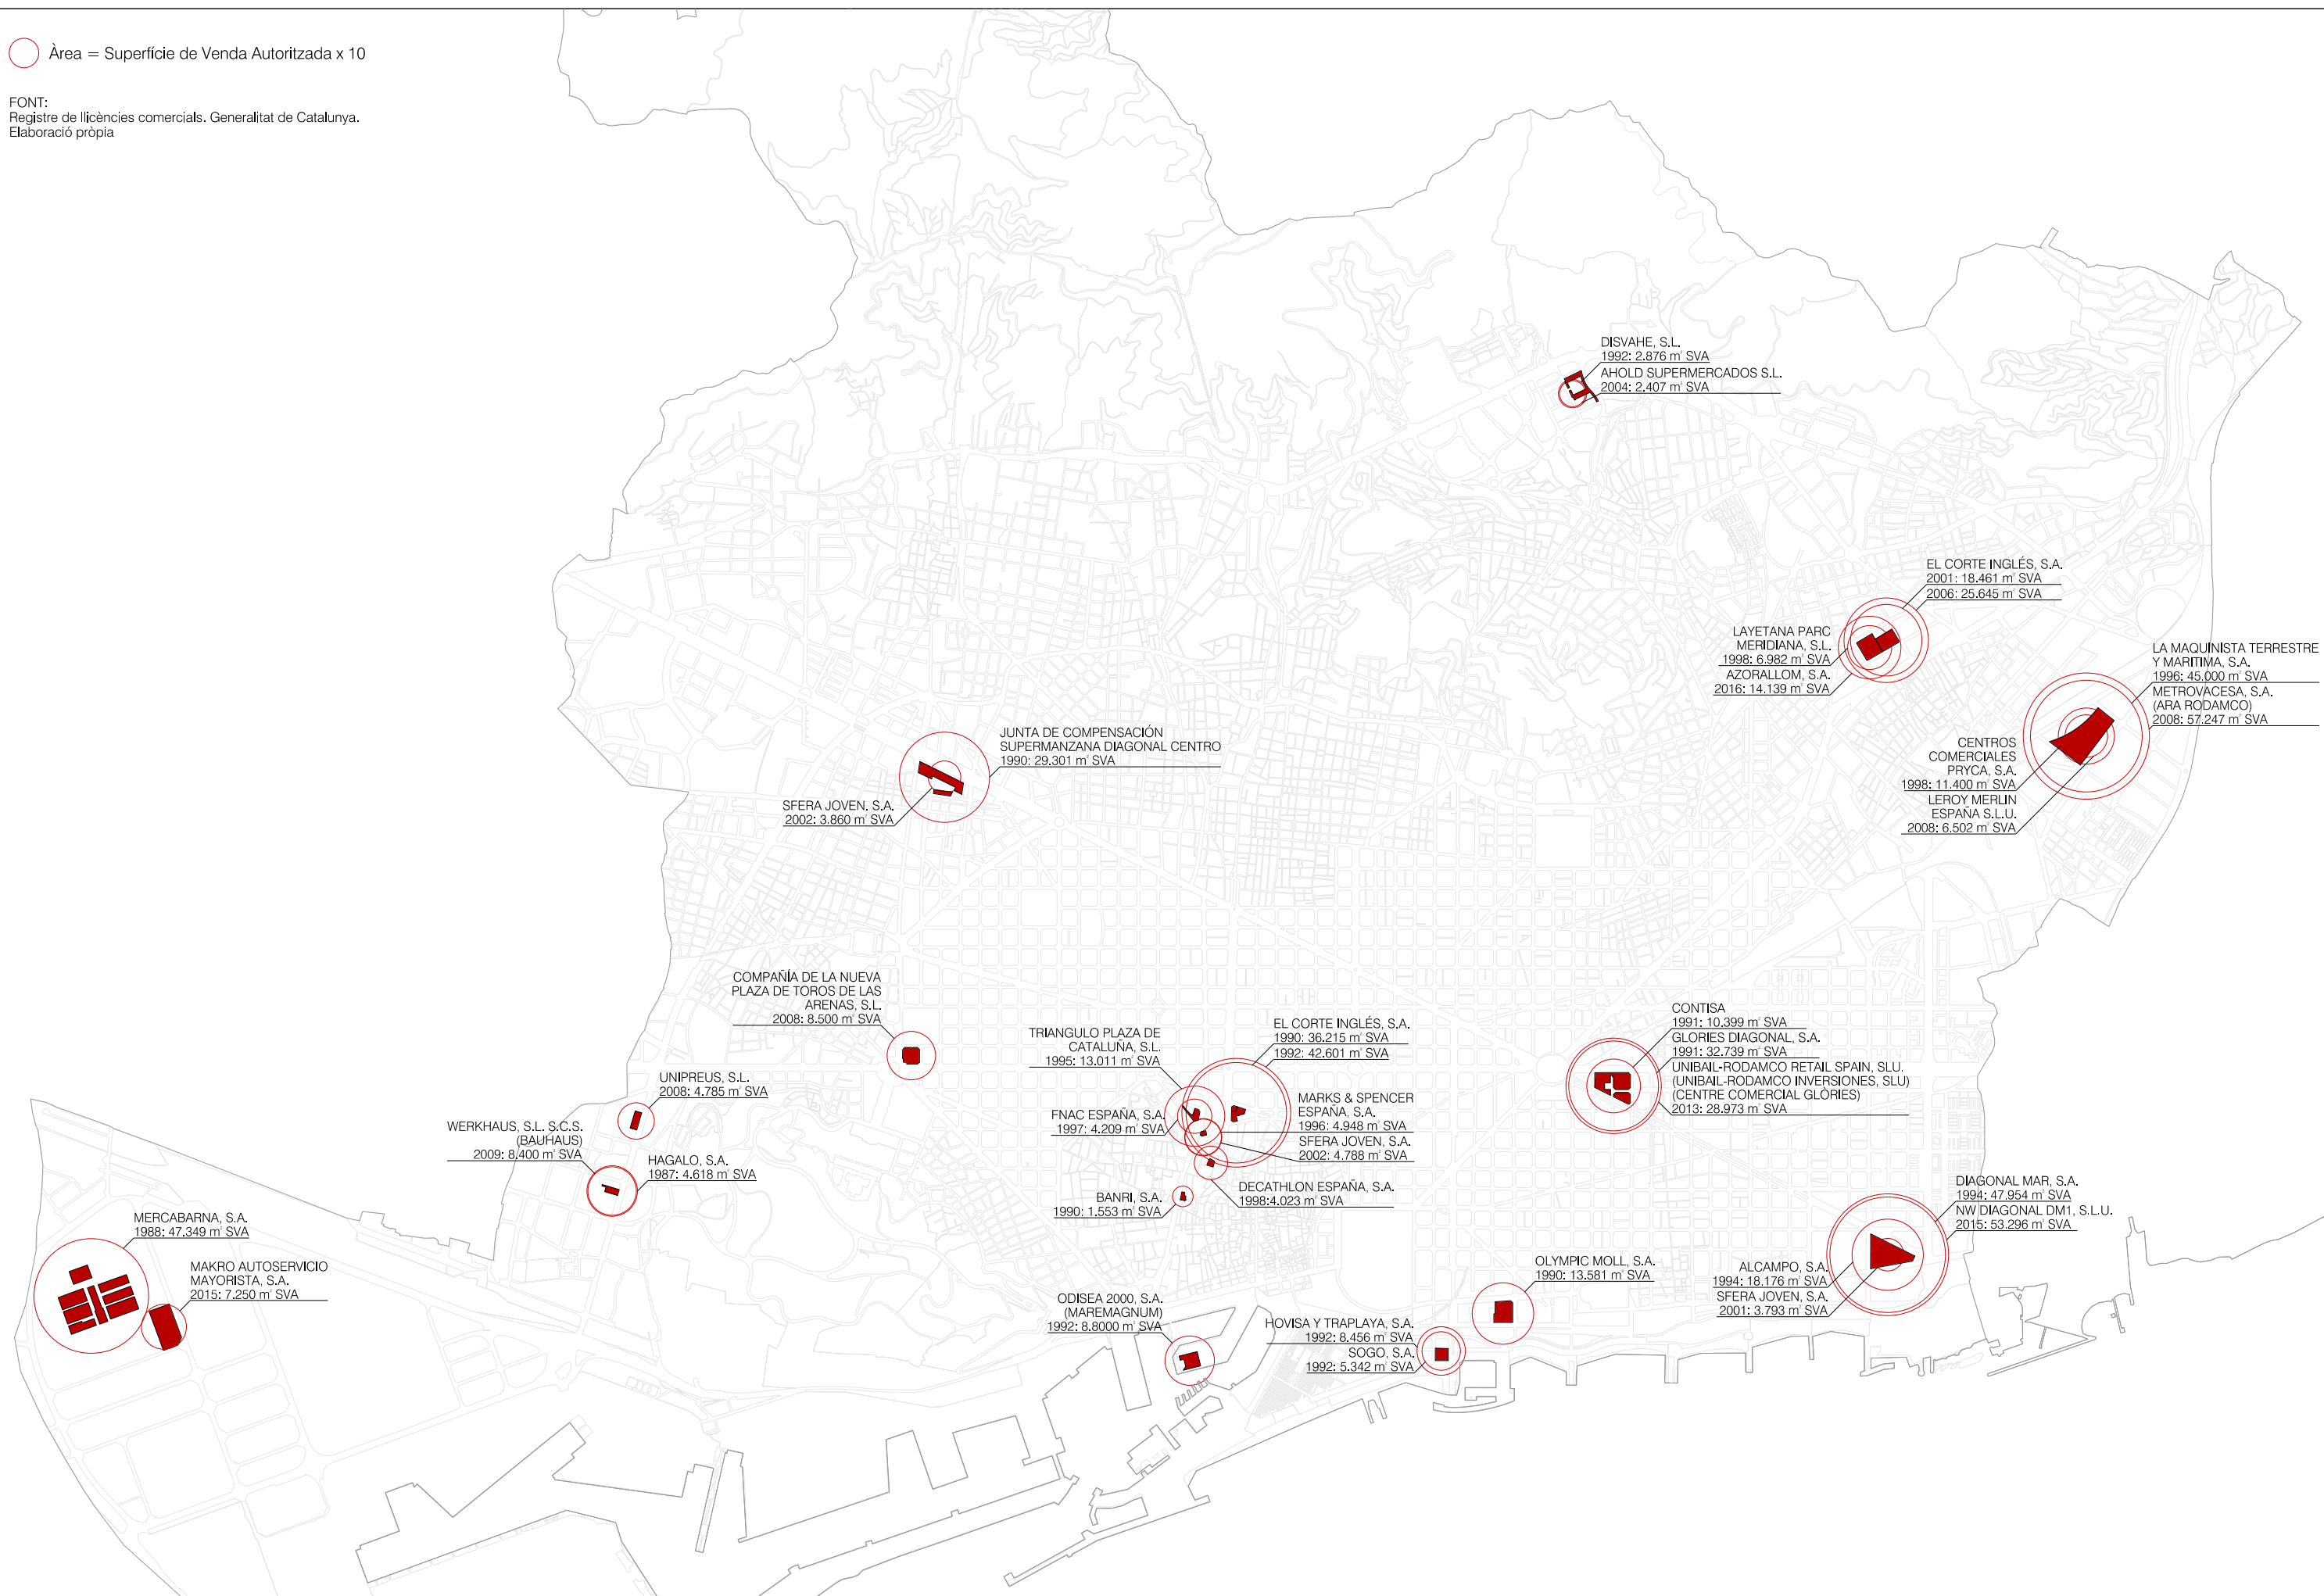 Àrea = Superfície de Venda Autoritzada x 10
FONT:
Registre de llicències comercials. Generalitat de Catalunya.
Elaboració pròpia
DISVAHE, S.L.
1992: 2.876 m² SVA
AHOLD SUPERMERCADOS S.L.
2004: 2.407 m² SVA
EL CORTE INGLÉS, S.A.
2001: 18.461 m² SVA
2006: 25.645 m² SVA
LAYETANA PARC
MERIDIANA, S.L.
1998: 6.982 m² SVA
AZORALLOM, S.A.
2016: 14.139 m² SVA
LA MAQUINISTA TERRESTRE
Y MARITIMA, S.A.
1996: 45.000 m² SVA
METROVACESA, S.A.
(ARA RODAMCO)
2008: 57.247 m² SVA
CENTROS
COMERCIALES
PRYCA, S.A.
1998: 11.400 m² SVA
LEROY MERLIN
ESPAÑA S.L.U.
2008: 6.502 m² SVA
JUNTA DE COMPENSACIÓN
SUPERMANZANA DIAGONAL CENTRO
1990: 29.301 m² SVA
SFERA JOVEN, S.A.
2002: 3.860 m² SVA
COMPAÑÍA DE LA NUEVA
PLAZA DE TOROS DE LAS
ARENAS, S.L.
2008: 8.500 m² SVA
TRIANGULO PLAZA DE
CATALUÑA, S.L.
1995: 13.011 m² SVA
EL CORTE INGLÉS, S.A.
1990: 36.215 m² SVA
1992: 42.601 m² SVA
CONTISA
1991: 10.399 m² SVA
GLORIES DIAGONAL, S.A.
1991: 32.739 m² SVA
UNIBAIL-RODAMCO RETAIL SPAIN, SLU.
(UNIBAIL-RODAMCO INVERSIONES, SLU)
(CENTRE COMERCIAL GLÒRIES)
2013: 28.973 m² SVA
UNIPREUS, S.L.
2008: 4.785 m² SVA
FNAC ESPAÑA, S.A.
1997: 4.209 m² SVA
MARKS & SPENCER
ESPAÑA, S.A.
1996: 4.948 m² SVA
SFERA JOVEN, S.A.
2002: 4.788 m² SVA
WERKHAUS, S.L. S.C.S.
(BAUHAUS)
2009: 8.400 m² SVA
HAGALO, S.A.
1987: 4.618 m² SVA
DECATHLON ESPAÑA, S.A.
1998:4.023 m² SVA
BANRI, S.A.
1990: 1.553 m² SVA
DIAGONAL MAR, S.A.
1994: 47.954 m² SVA
NW DIAGONAL DM1, S.L.U.
2015: 53.296 m² SVA
MERCABARNA, S.A.
1988: 47.349 m² SVA
MAKRO AUTOSERVICIO
MAYORISTA, S.A.
2015: 7.250 m² SVA
OLYMPIC MOLL, S.A.
1990: 13.581 m² SVA
ALCAMPO, S.A.
1994: 18.176 m² SVA
SFERA JOVEN, S.A.
2001: 3.793 m² SVA
ODISEA 2000, S.A.
(MAREMAGNUM)
1992: 8.8000 m² SVA
HOVISA Y TRAPLAYA, S.A.
1992: 8.456 m² SVA
SOGO, S.A.
1992: 5.342 m² SVA